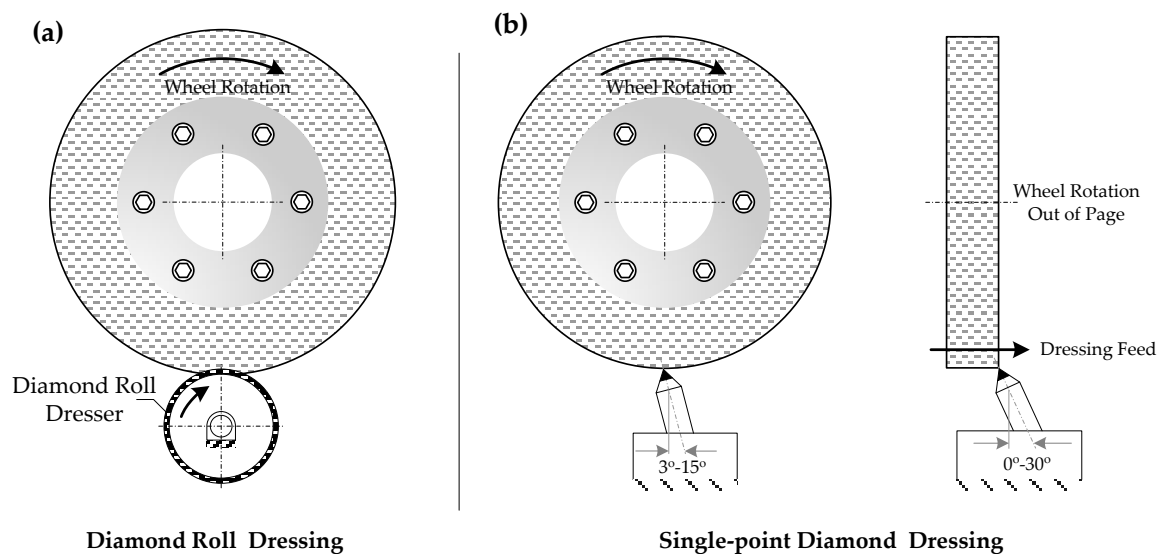 (a)
Wheel Rotation
Diamond Roll
Dresser
Diamond Roll Dressing
(b)
Wheel Rotation
3º-15º
Wheel Rotation
Out of Page
Dressing Feed
0º-30º
Single-point Diamond Dressing